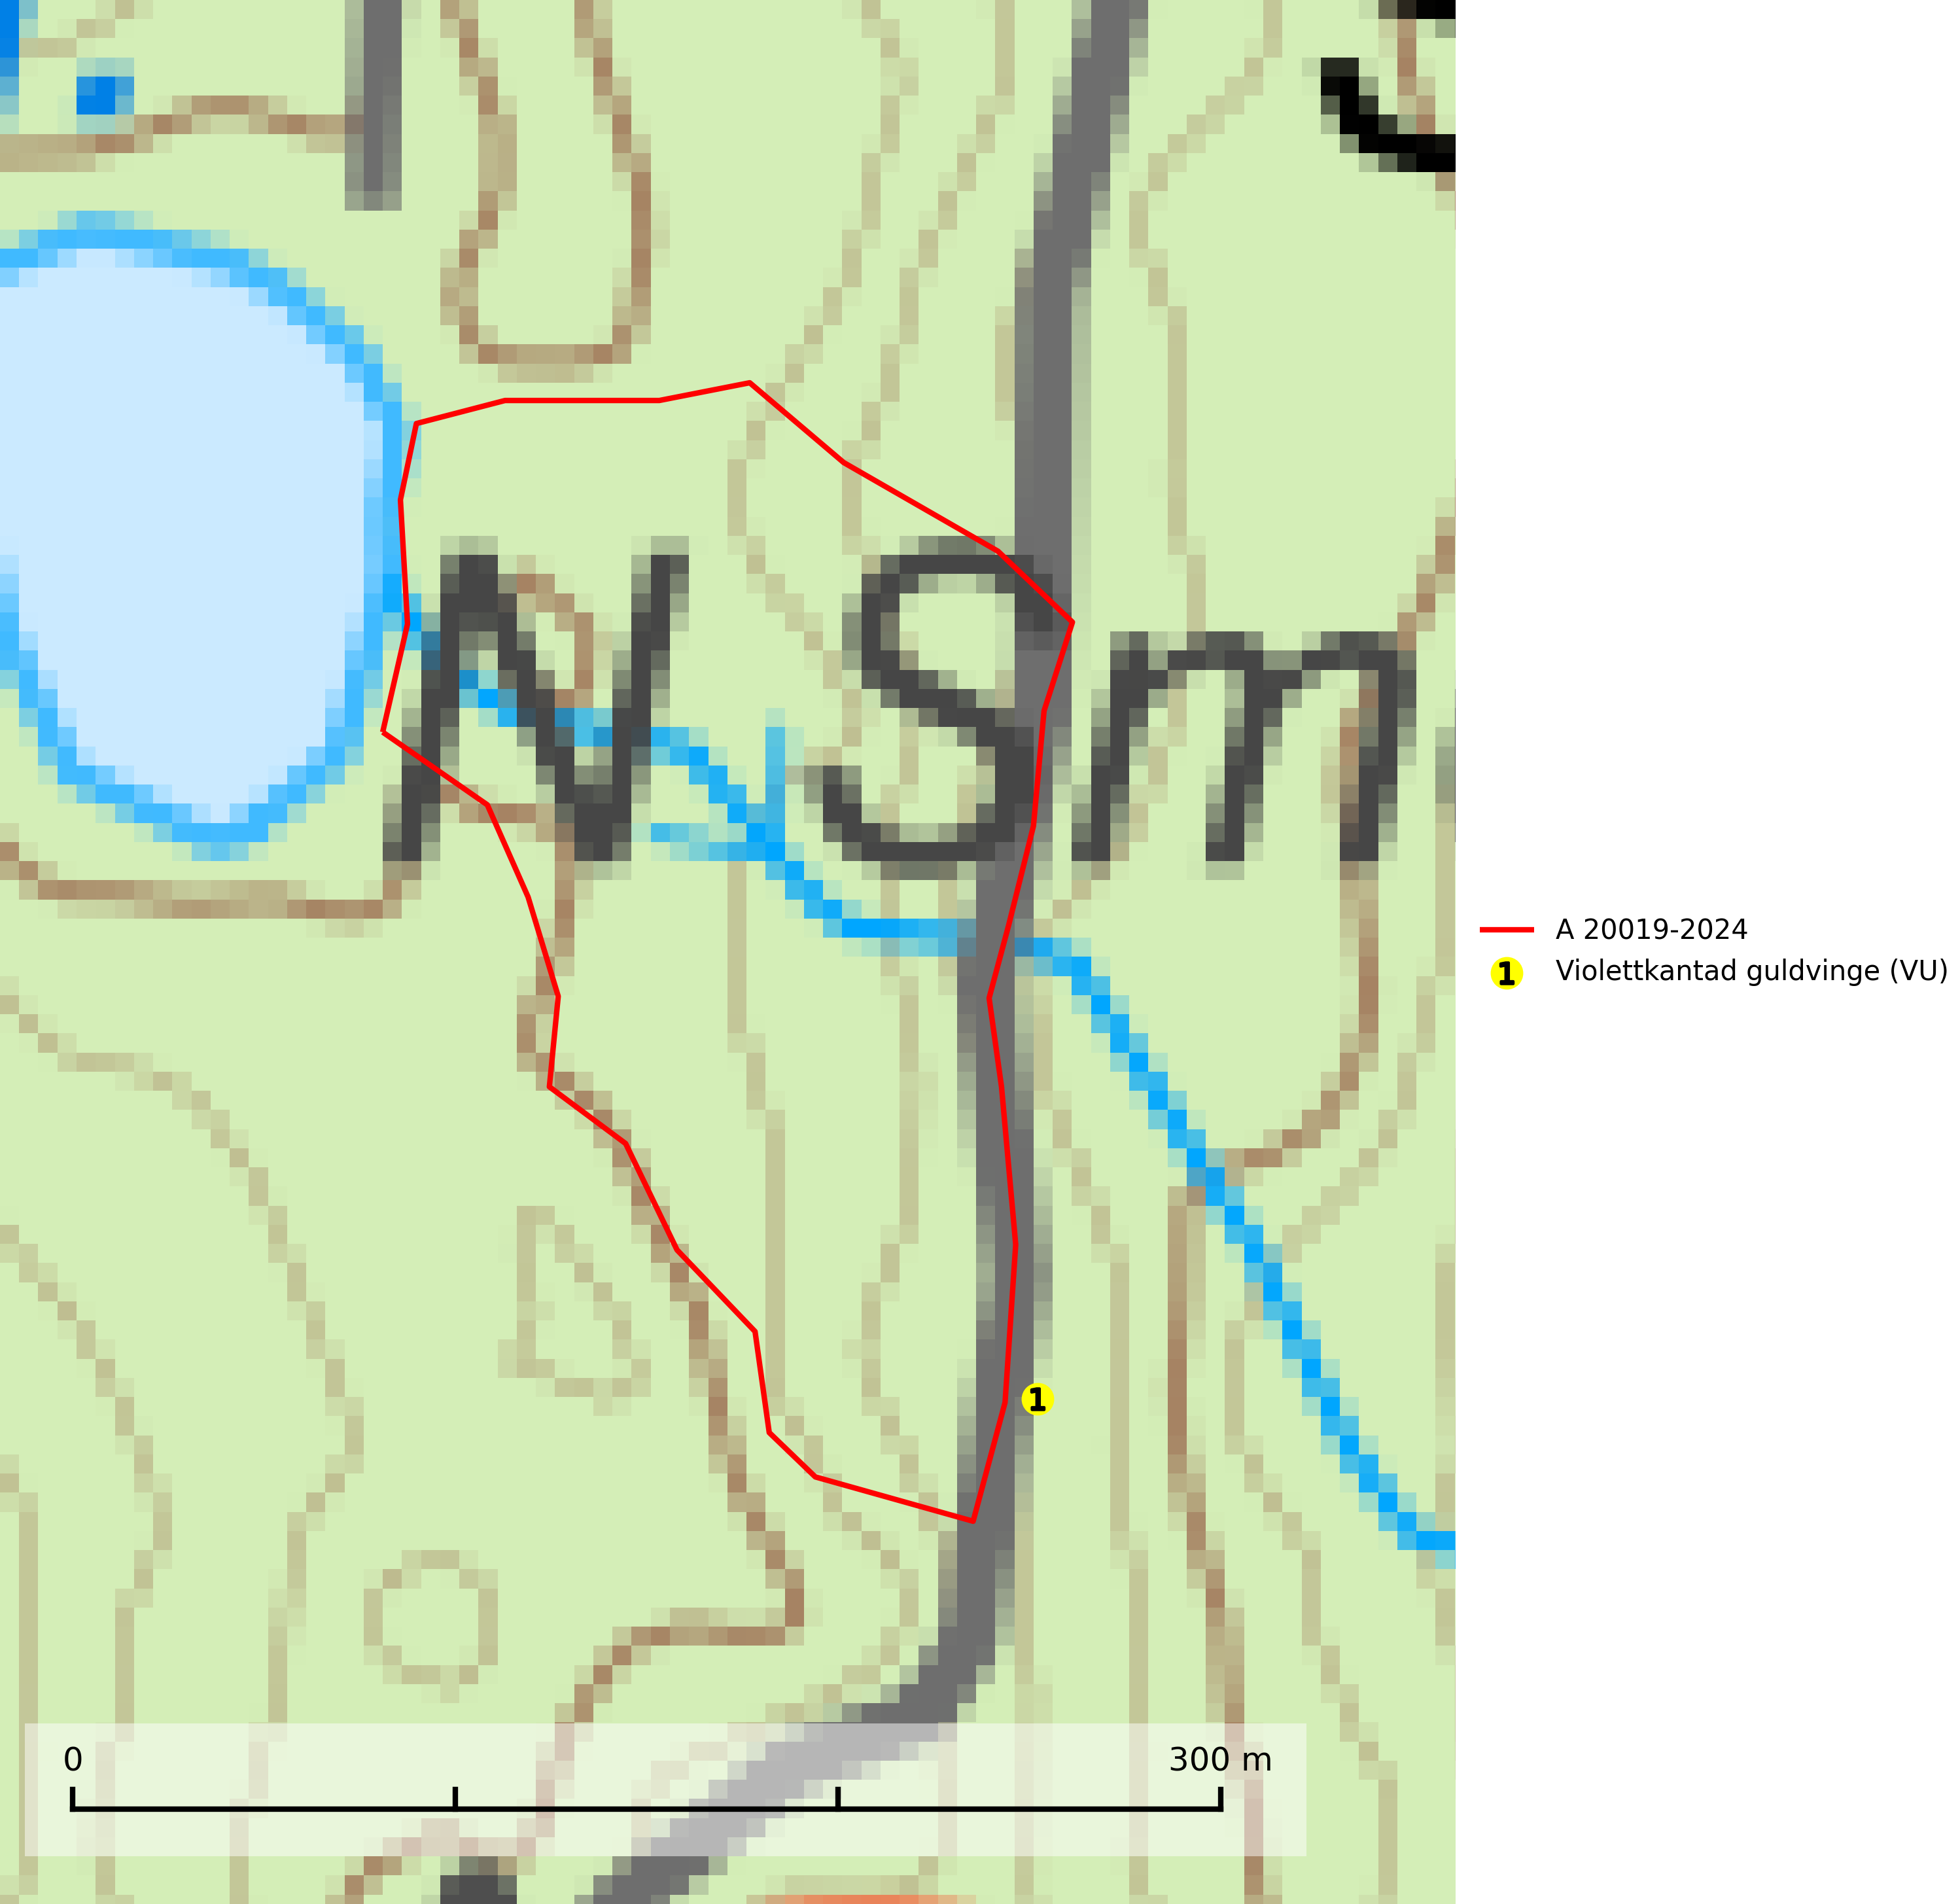 N Sm
A 20019-2024
1 Violettkantad guldvinge (VU)
1
0 300 m